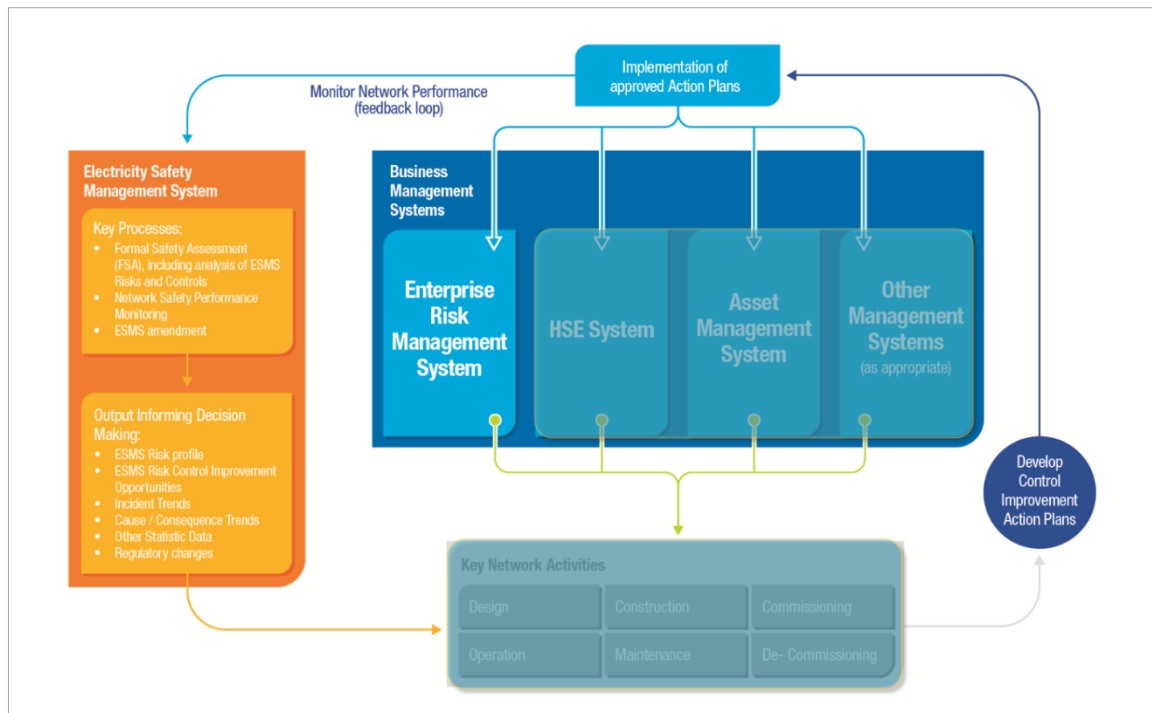 Implementation of
approved Action Plans
Monitor Network Performance
(feedback loop)
Electricity Safety
Management System
Key Processes:
• Formal Safety Assessment
(FSA), including analysis of ESMS
Risks and Controls
• Network Safety Performance
Monitoring
• ESMS amendment
Output Informing Decision
Making:
• ESMS Risk profile
• ESMS Risk Control Improvement
Opportunities
• Incident Trends
• Cause / Consequence Trends
• Other Statistic Data
• Regulatory changes
Business
Management
Systems
Enterprise
Risk
Management
System
HSE System
Asset
Management
System
Other
Management
Systems
(as appropriate)
Develop
Control
Improvement
Action Plans
Key Network Activities
Design
Construction
Commissioning
Operation
Maintenance
De- Commissioning